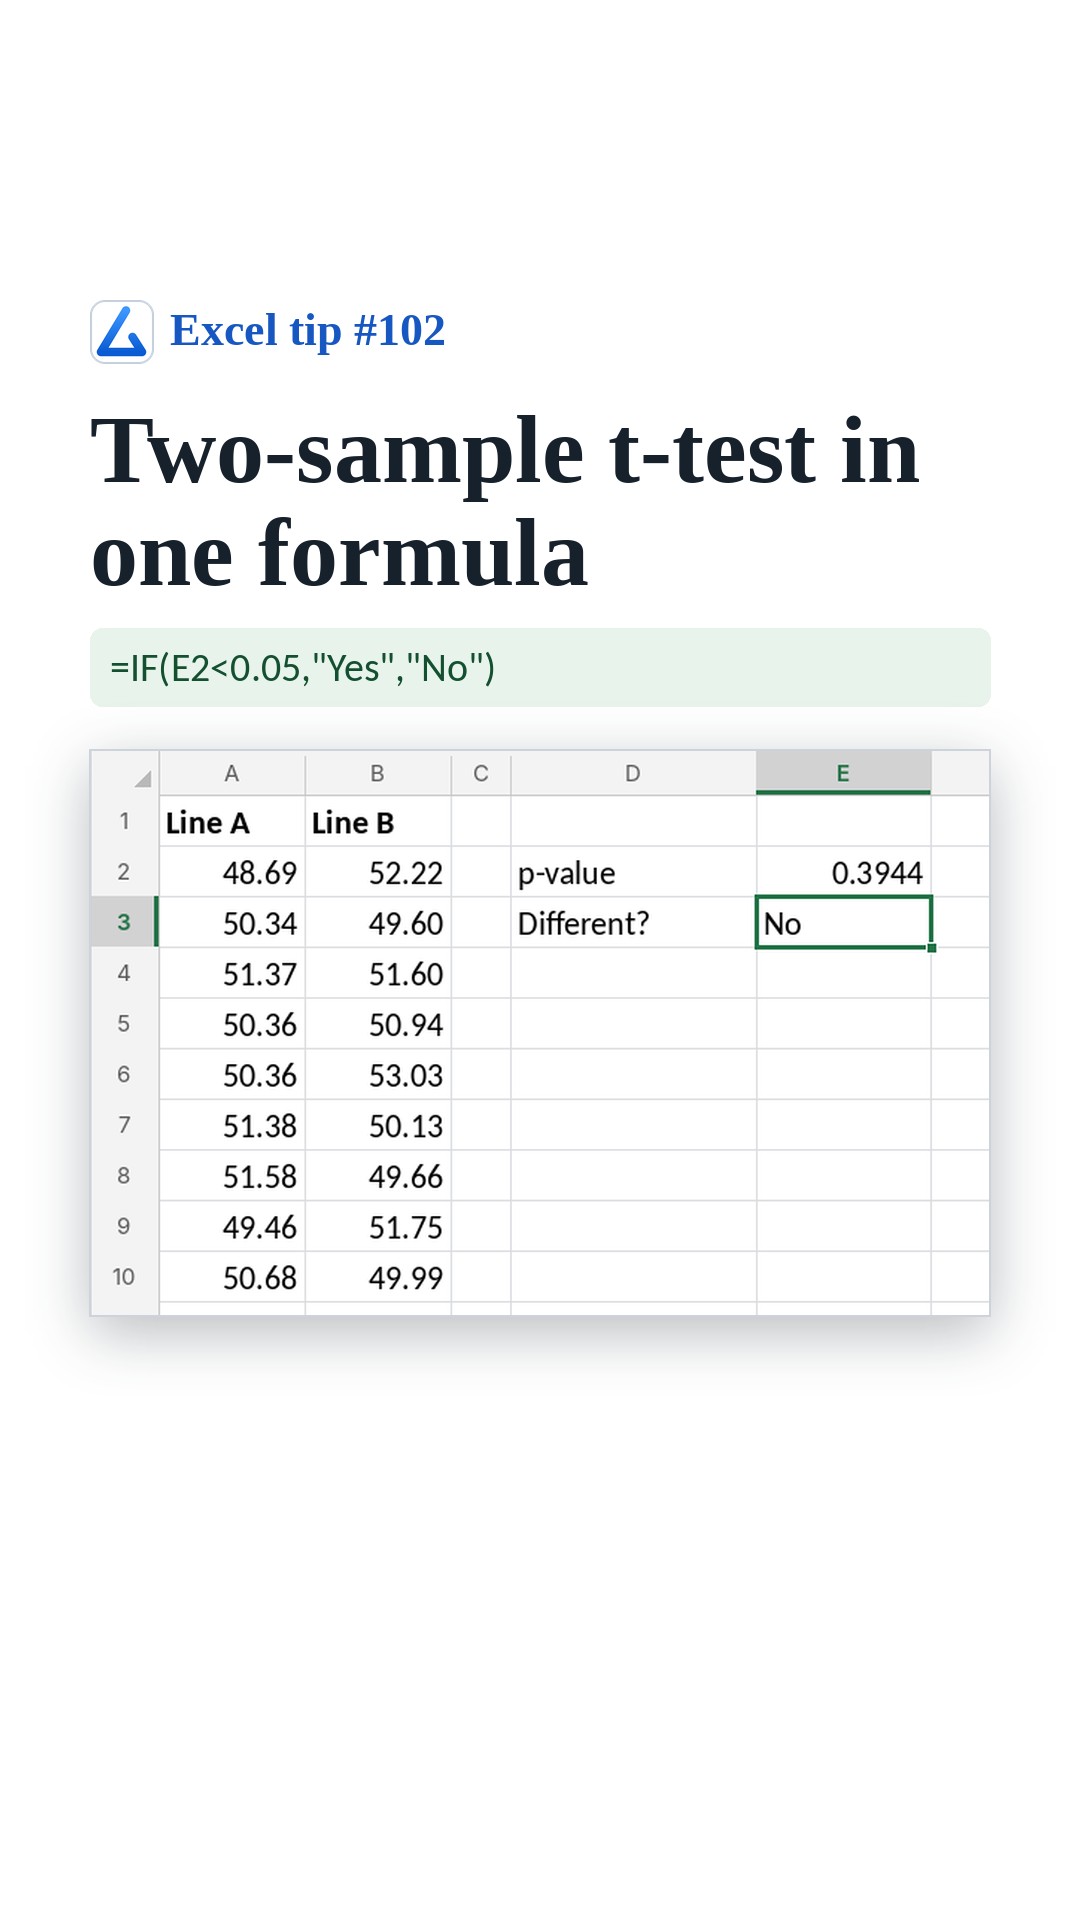 Excel tip #102
Two-sample t-test in
one formula
=IF(E2<0.05,"Yes","No")
A B C D E
1 Line A Line B
2 48.69 52.22 p-value 0.3944
3 50.34 49.60 Different? No
4 51.37 51.60
5 50.36 50.94
6 50.36 53.03
7 51.38 50.13
8 51.58 49.66
9 49.46 51.75
10 50.68 49.99